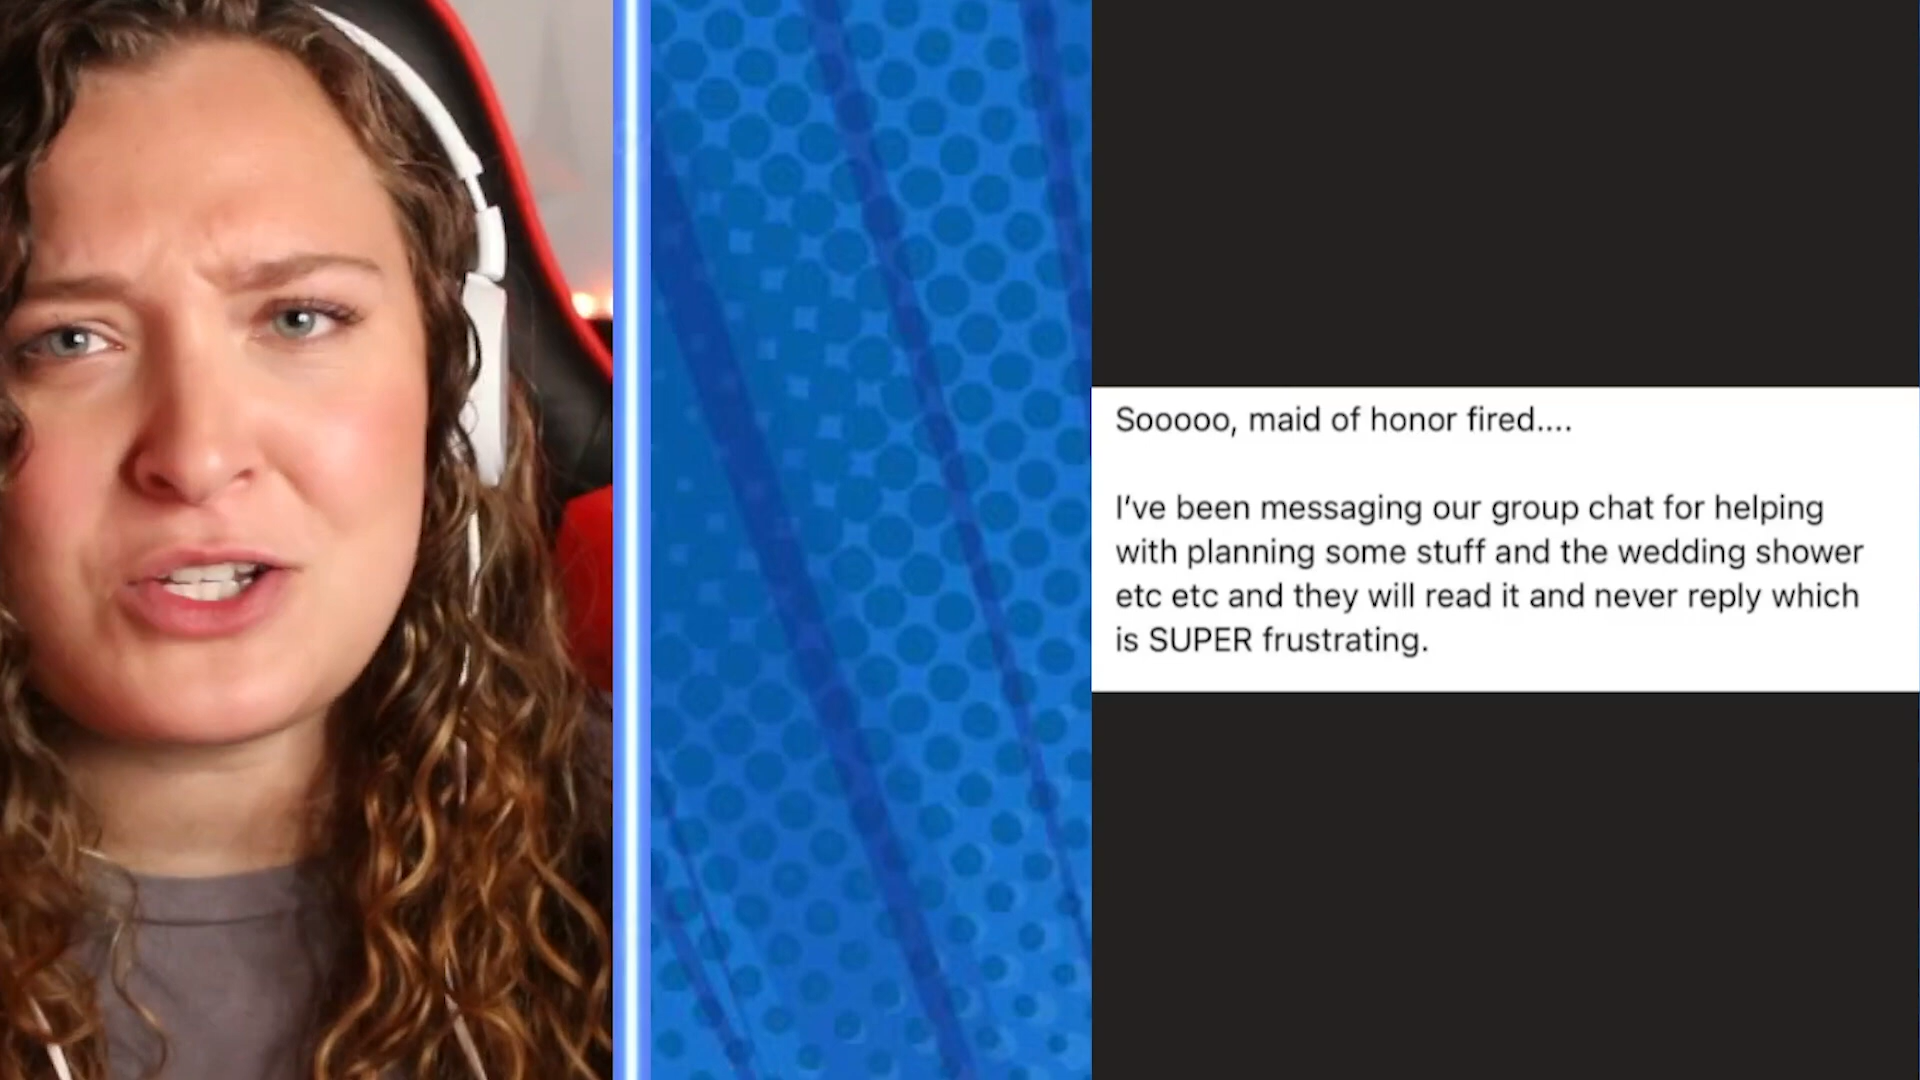 Sooooo, maid of honor fired....
I've been messaging our group chat for helping
with planning some stuff and the wedding shower
etc etc and they will read it and never reply which
is SUPER frustrating.